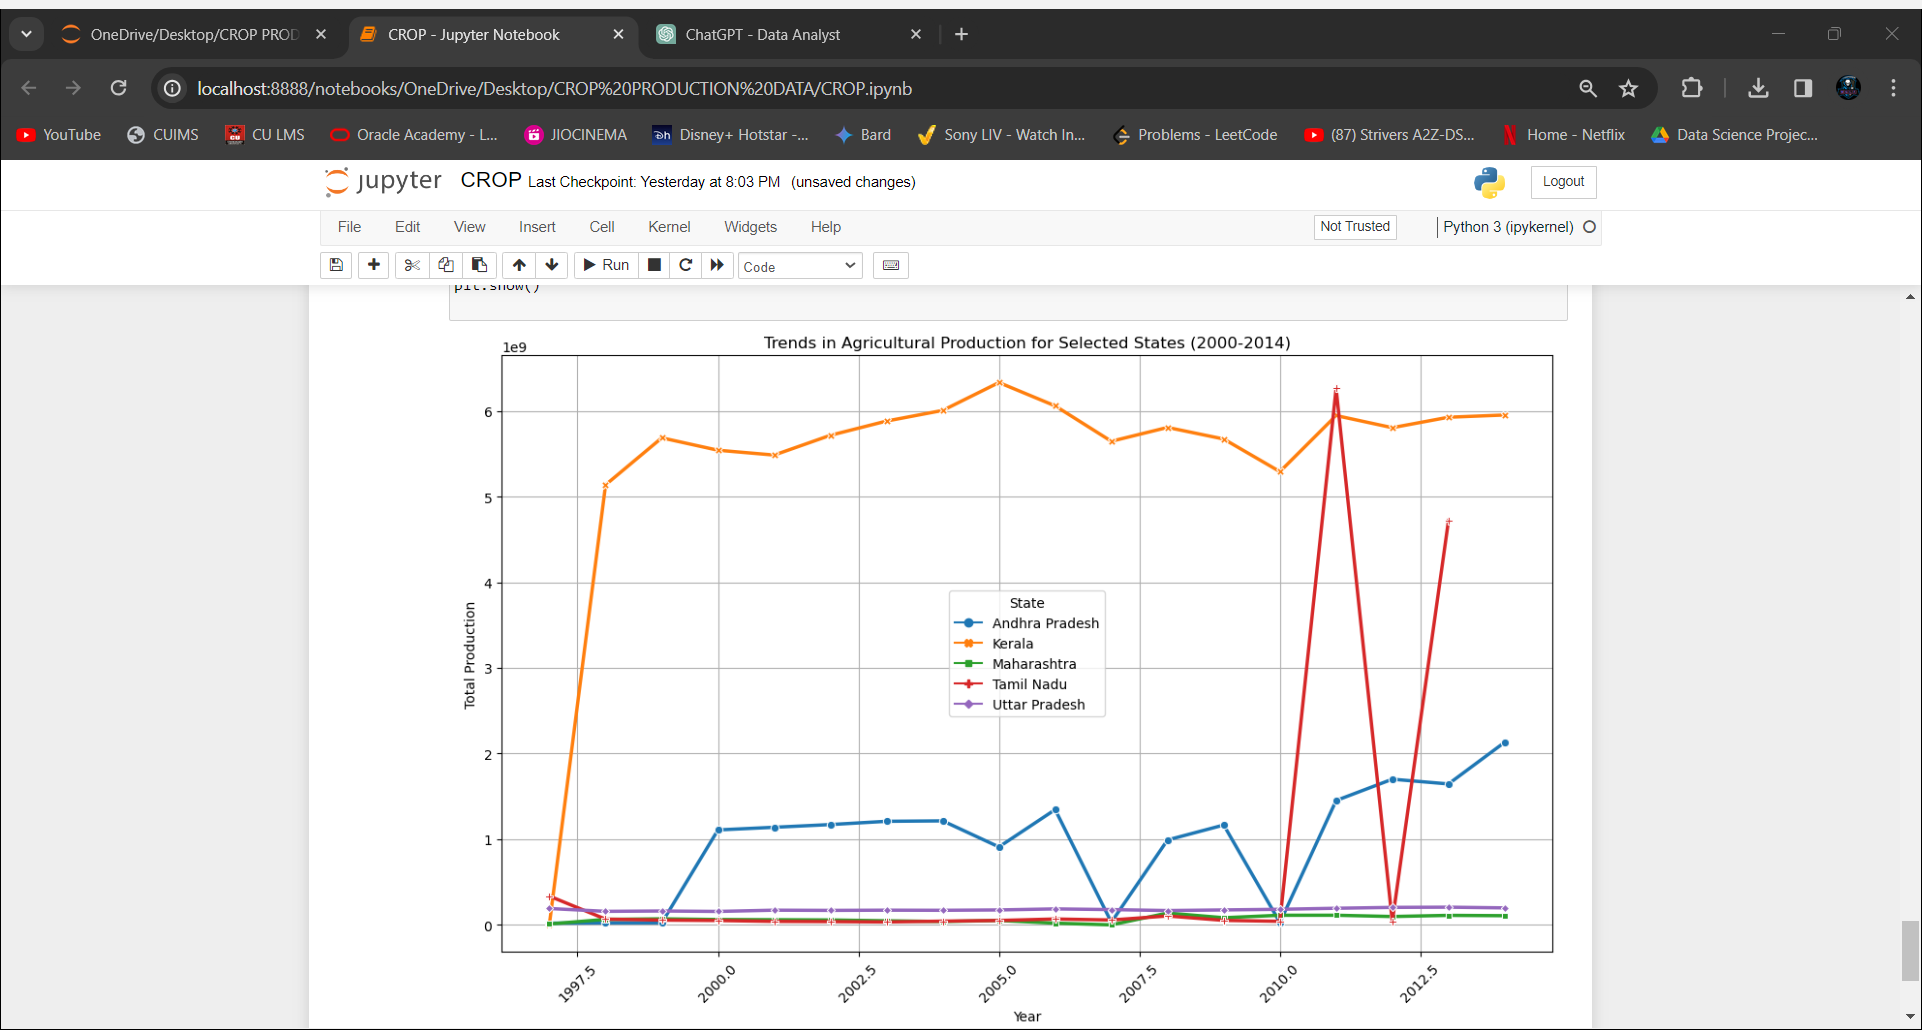 OneDrive/Desktop/CROP PROD
CROP - Jupyter Notebook
ChatGPT - Data Analyst
localhost:8888/notebooks/OneDrive/Desktop/CROP%20PRODUCTION%20DATA/CROP.ipynb
YouTube CUIMS CU LMS Oracle Academy - L... JIOCINEMA Disney+ Hotstar -... Bard Sony LIV - Watch In... Problems - LeetCode (87) Strivers A2Z-DS... Home - Netflix Data Science Projec...
jupyter CROP Last Checkpoint: Yesterday at 8:03 PM (unsaved changes) Logout
File Edit View Insert Cell Kernel Widgets Help Not Trusted Python 3 (ipykernel)
Run Code
plt.show()
Trends in Agricultural Production for Selected States (2000-2014)
1e9
6
5
4
3
2
1
0
Total Production
State
Andhra Pradesh
Kerala
Maharashtra
Tamil Nadu
Uttar Pradesh
1997.5 2000.0 2002.5 2005.0 2007.5 2010.0 2012.5
Year